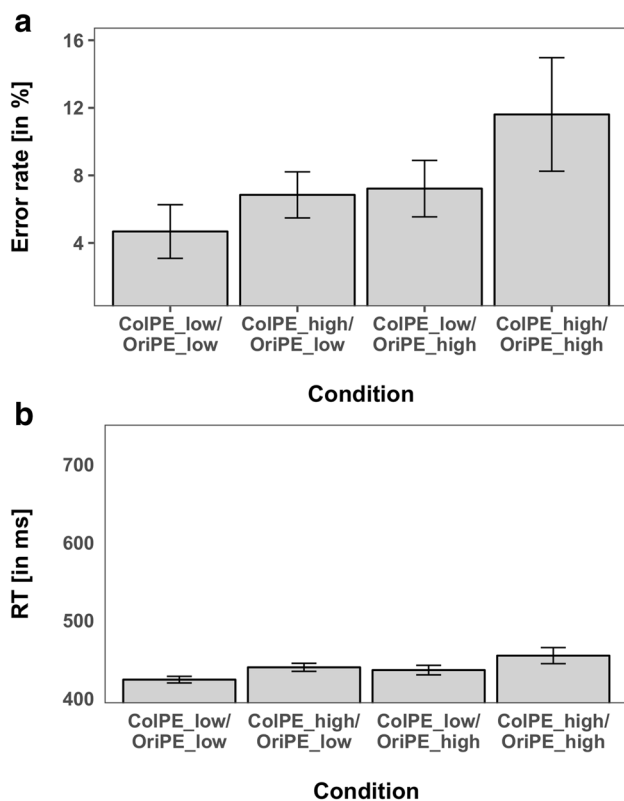 a
Error rate [in %]
16
12
8
4
ColPE_low/ ColPE_high/ ColPE_low/ ColPE_high/
OriPE_low OriPE_low OriPE_high OriPE_high
Condition
b
RT [in ms]
700
600
500
400
ColPE_low/ ColPE_high/ ColPE_low/ ColPE_high/
OriPE_low OriPE_low OriPE_high OriPE_high
Condition